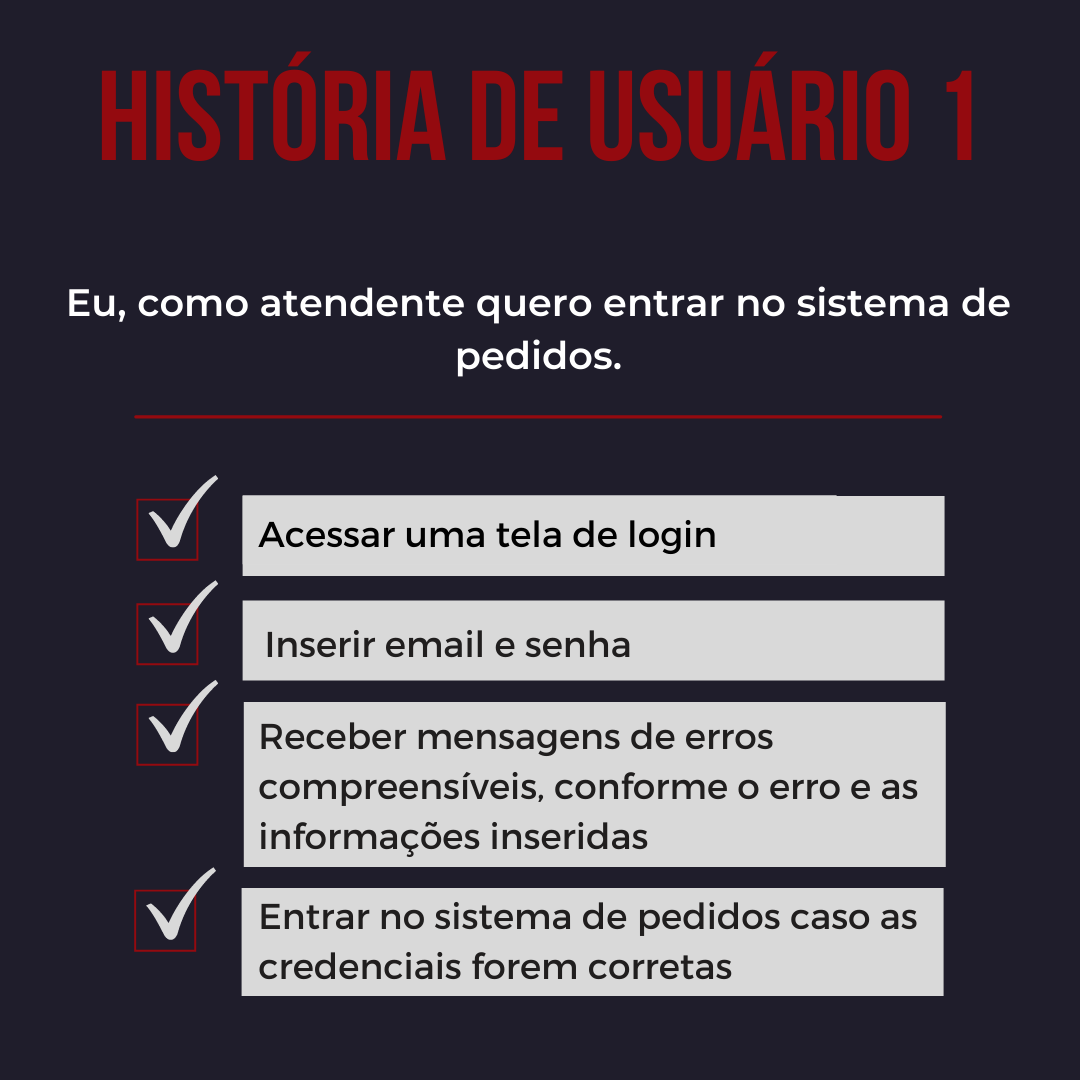 HISTÓRIA DE USUÁRIO 1
Eu, como atendente quero entrar no sistema de
pedidos.
Acessar uma tela de login
Inserir email e senha
Receber mensagens de erros
compreensíveis, conforme o erro e as
informações inseridas
Entrar no sistema de pedidos caso as
credenciais forem corretas